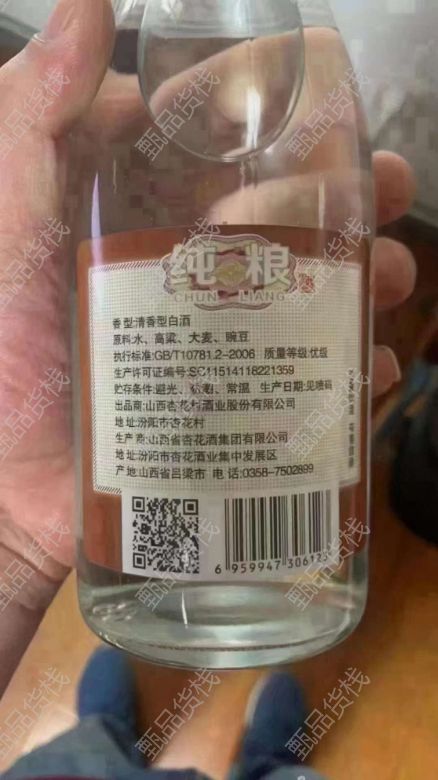 纯粮
CHUN LIANG
香型:清香型白酒
原料:水、高粱、大麦、豌豆
执行标准:GB/T10781.2-2006 质量等级:优级
生产许可证编号:SC11514118221359
贮存条件:避光、阴凉、常温 生产日期:见喷码
出品商:山西杏花村酒业股份有限公司
地址:汾阳市杏花村
生产商:山西省杏花酒集团有限公司
地址:汾阳市杏花酒业集中发展区
产地:山西省吕梁市 电话:0358-7502899
6 959947 306123
甄品货栈